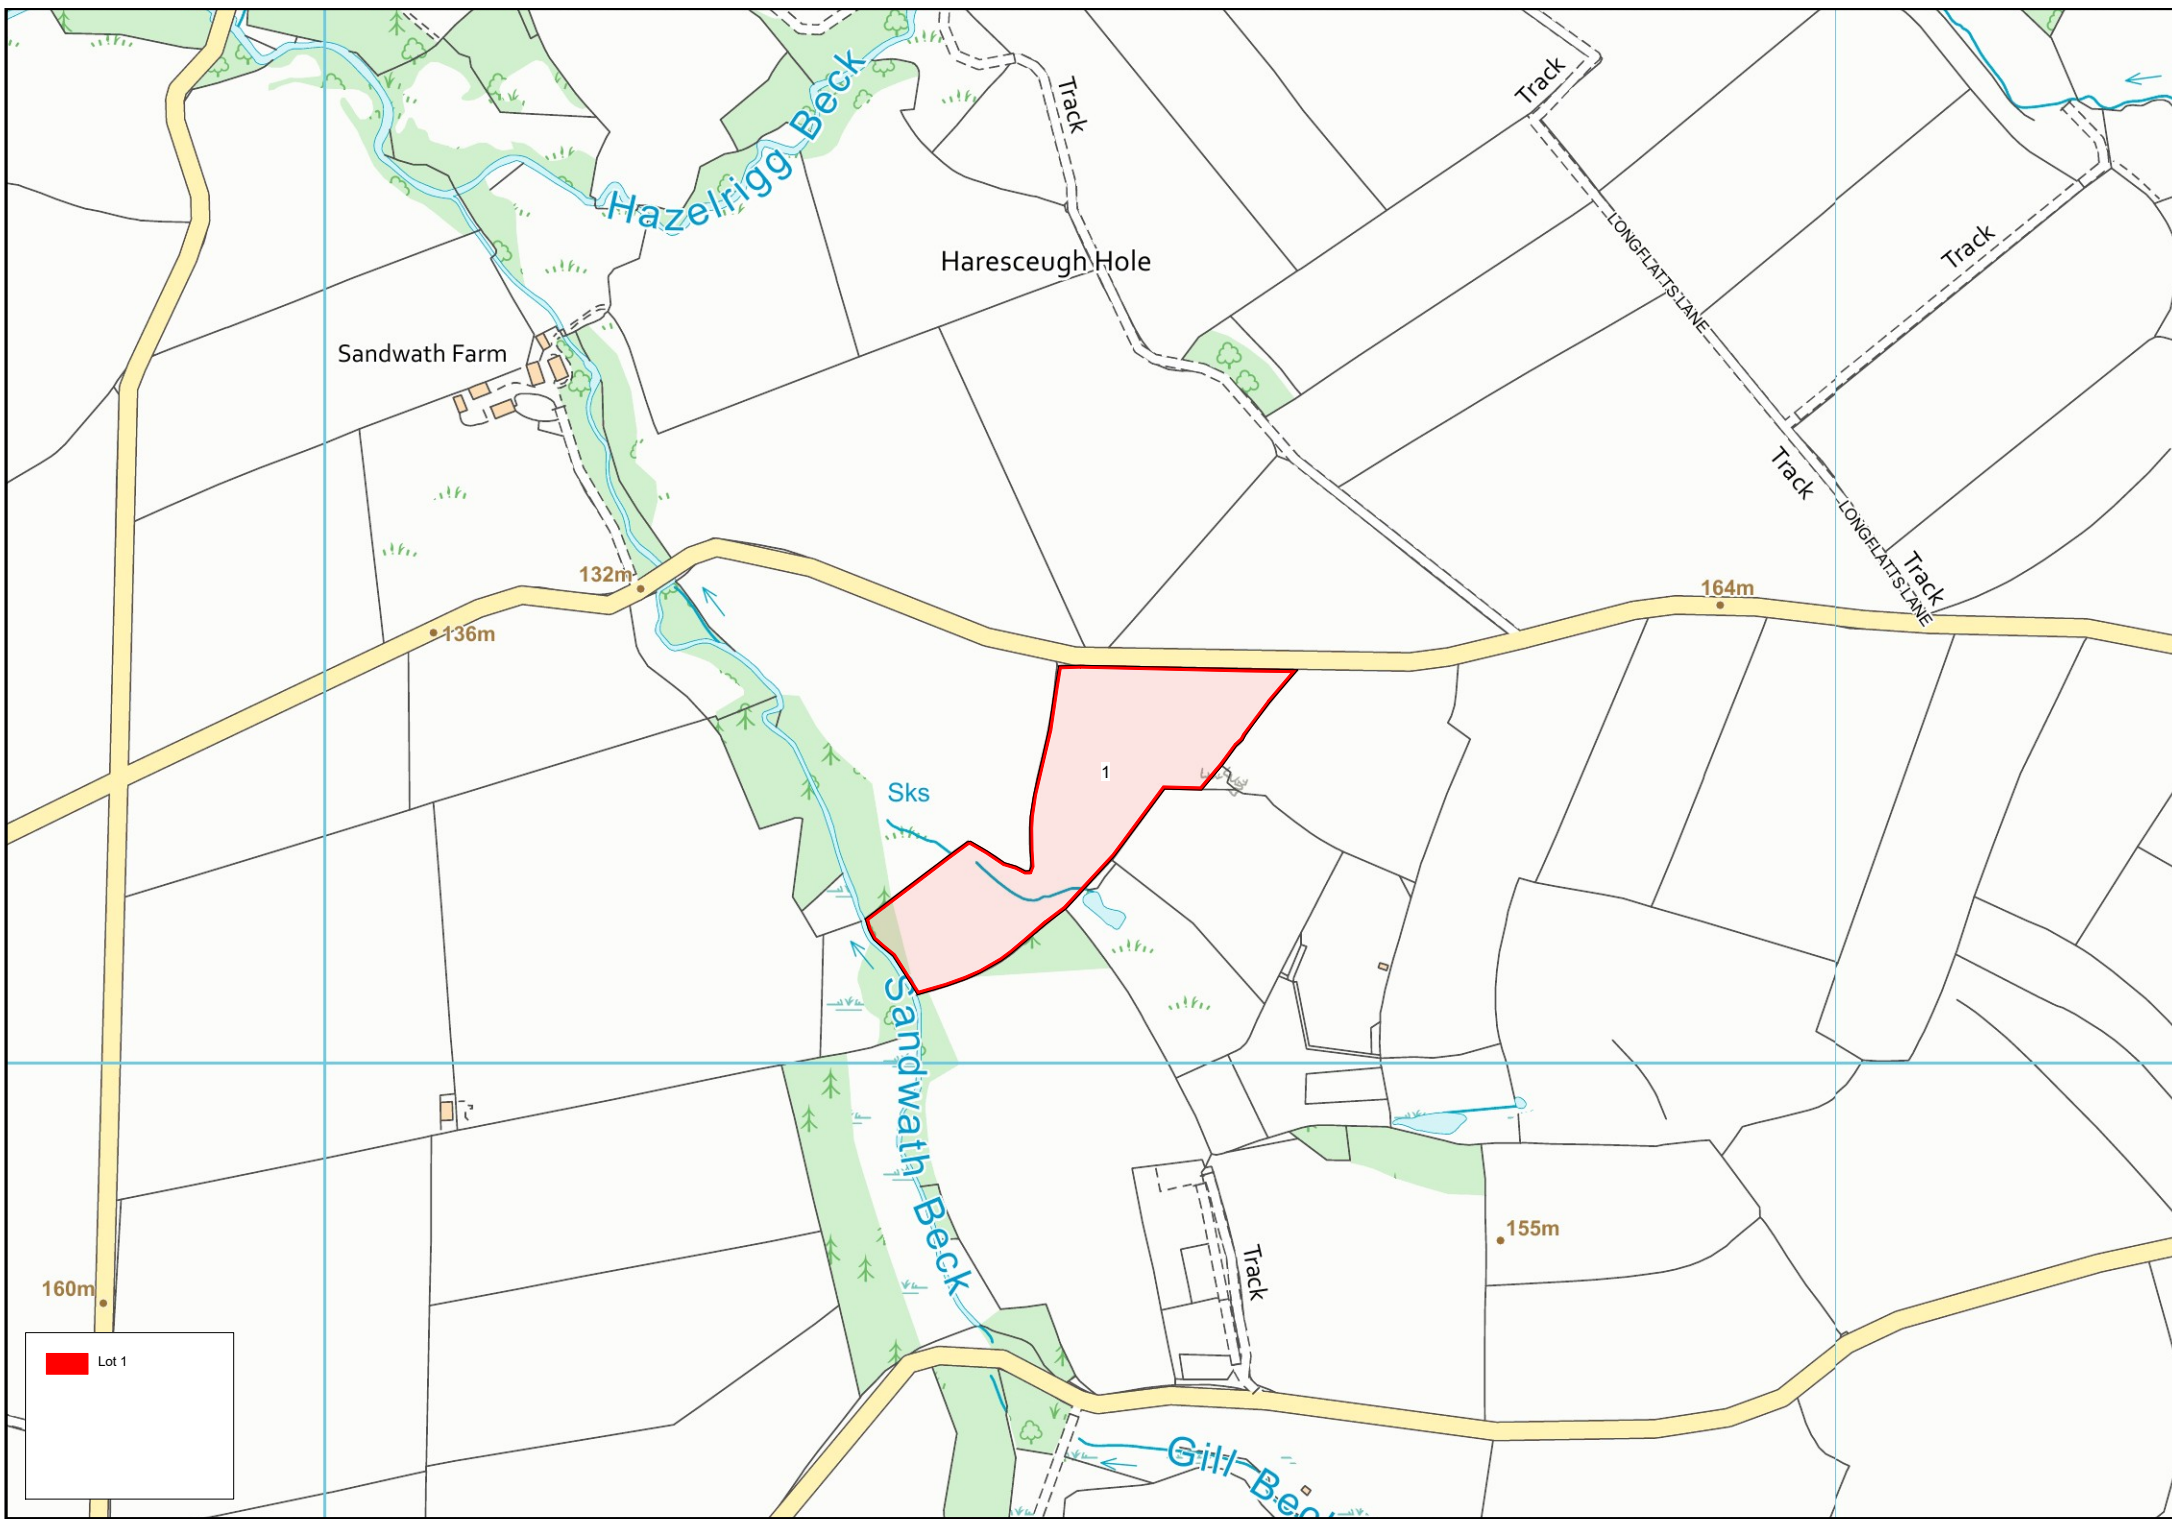 Hazelrigg Beck
Track
Track
Haresceugh Hole
LONGFLATTS LANE
Track
Sandwath Farm
Track
LONGFLATTS LANE
Track
132m
164m
136m
1
Sks
Sandwath Beck
155m
Track
160m
Lot 1
Gill Beck